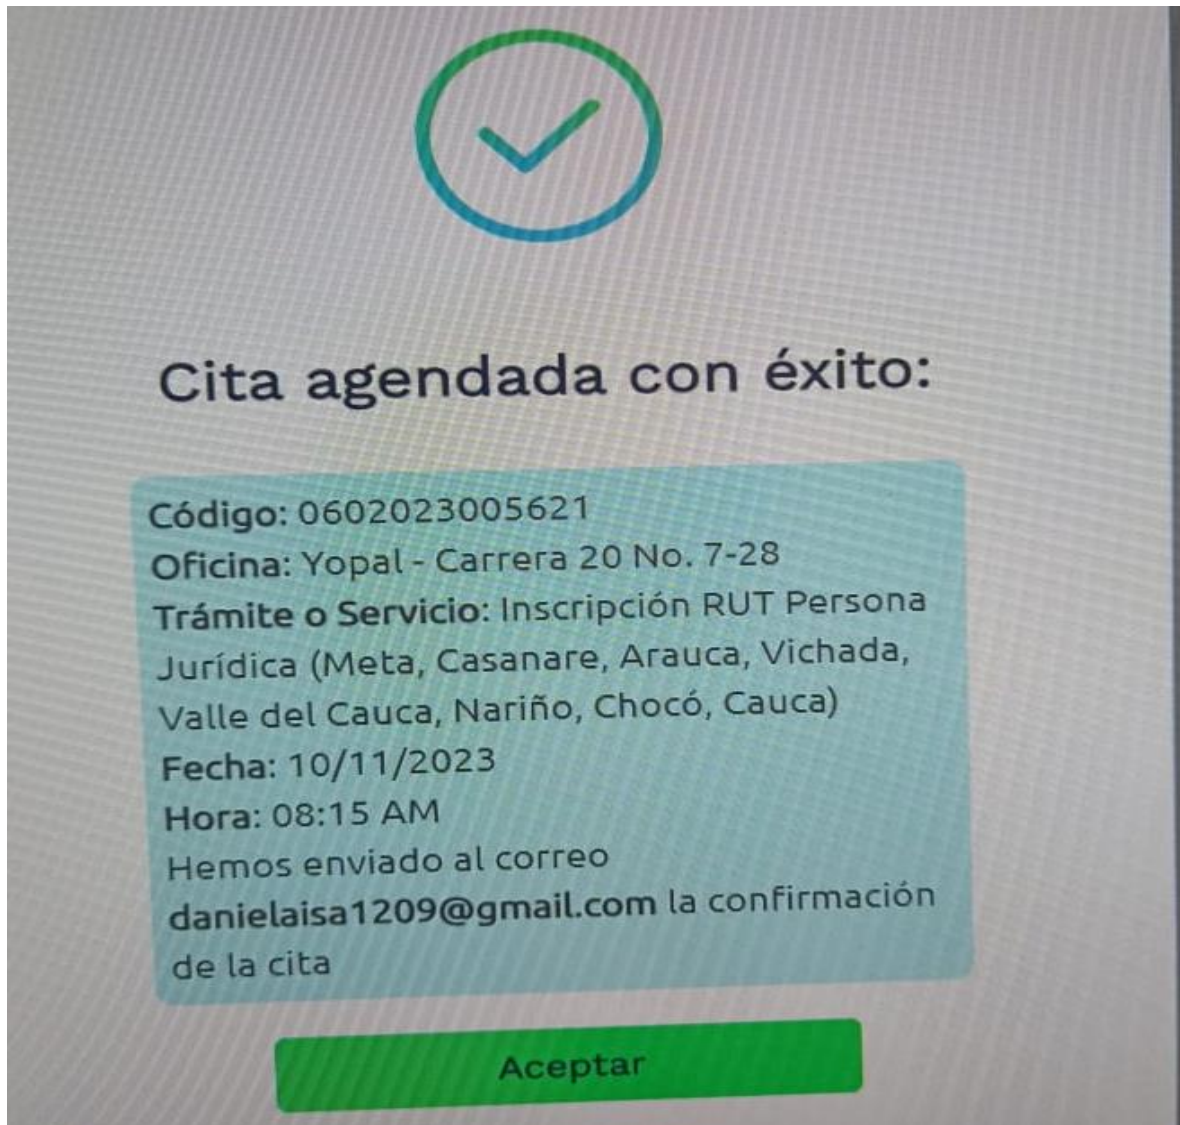 Cita agendada con éxito:
Código: 0602023005621
Oficina: Yopal - Carrera 20 No. 7-28
Trámite o Servicio: Inscripción RUT Persona
Jurídica (Meta, Casanare, Arauca, Vichada,
Valle del Cauca, Nariño, Chocó, Cauca)
Fecha: 10/11/2023
Hora: 08:15 AM
Hemos enviado al correo
danielaisa1209@gmail.com la confirmación
de la cita
Aceptar